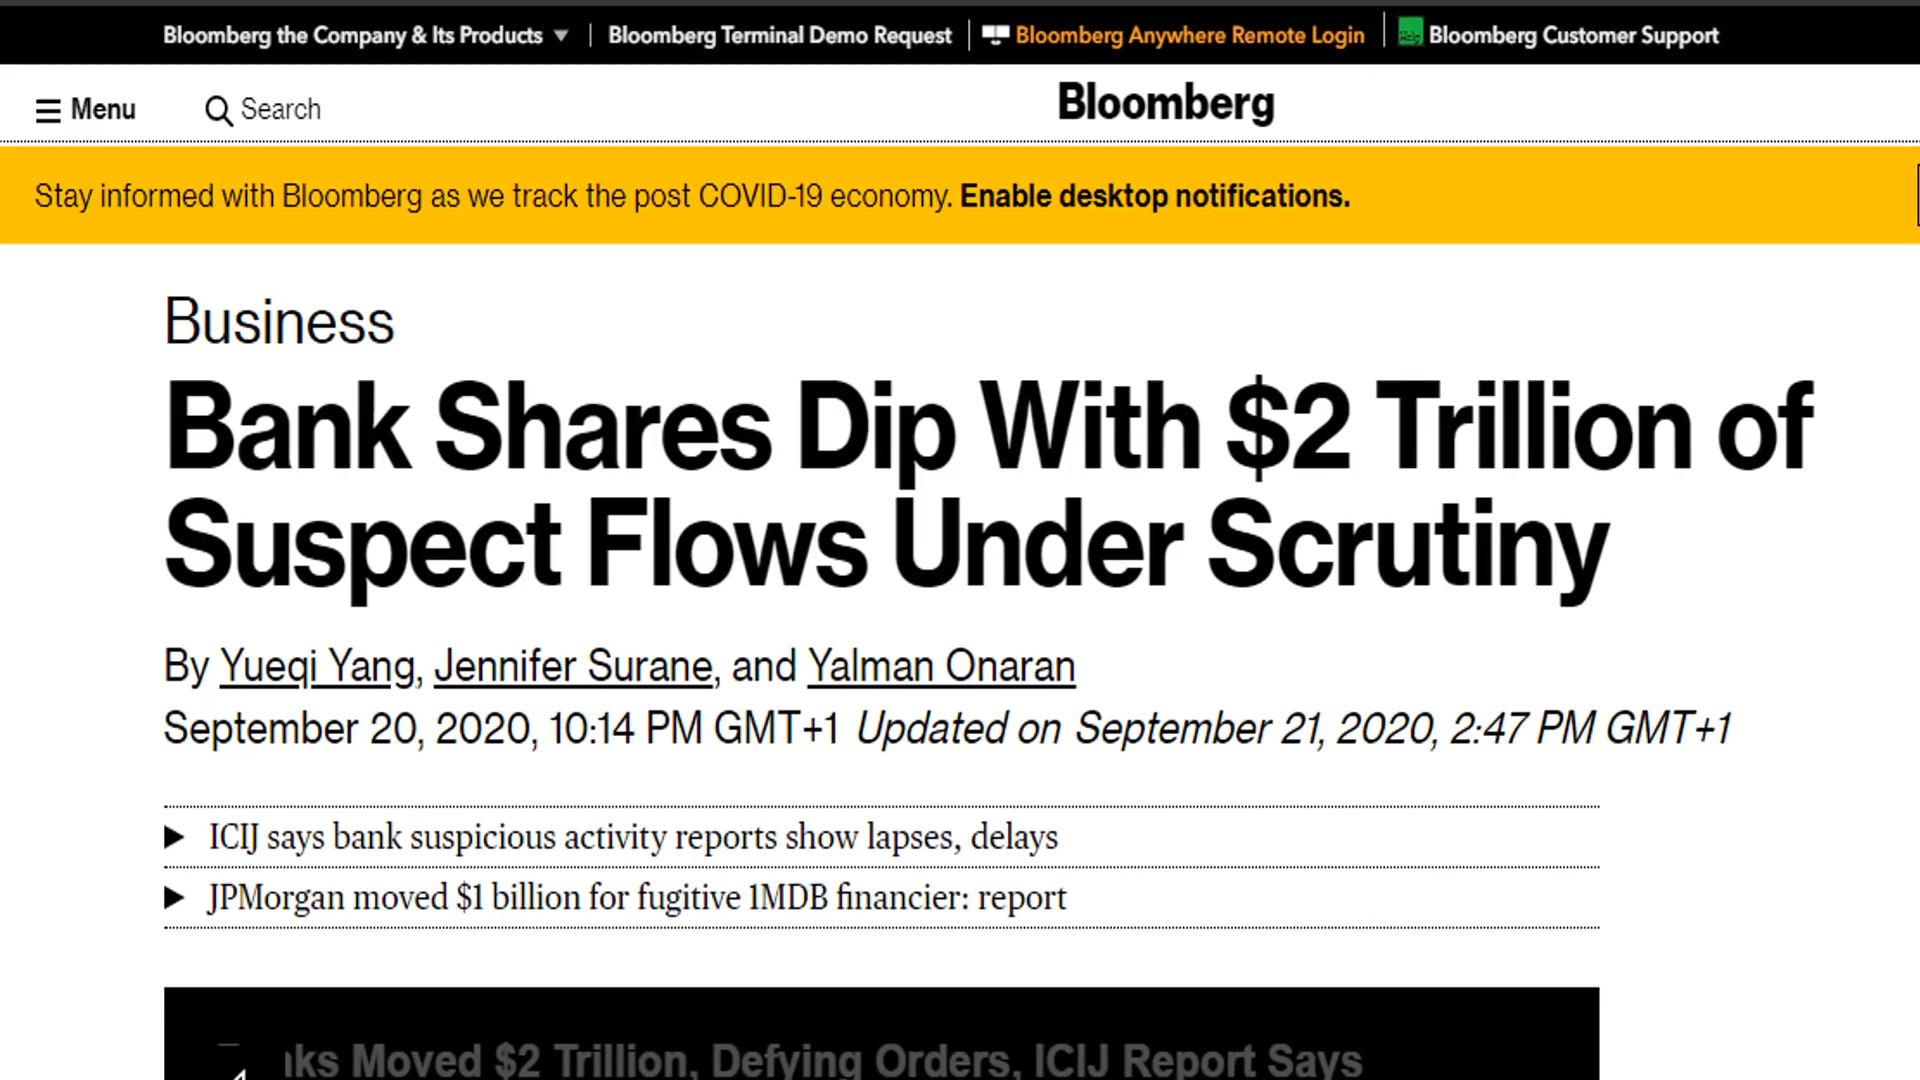 Bloomberg the Company & Its Products ▼ | Bloomberg Terminal Demo Request | Bloomberg Anywhere Remote Login | Bloomberg Customer Support
Menu Search Bloomberg
Stay informed with Bloomberg as we track the post COVID-19 economy. Enable desktop notifications.
Business
Bank Shares Dip With $2 Trillion of
Suspect Flows Under Scrutiny
By Yueqi Yang, Jennifer Surane, and Yalman Onaran
September 20, 2020, 10:14 PM GMT+1 Updated on September 21, 2020, 2:47 PM GMT+1
ICIJ says bank suspicious activity reports show lapses, delays
JPMorgan moved $1 billion for fugitive 1MDB financier: report
Moved $2 Trillion, Defying Orders, ICIJ Report Says